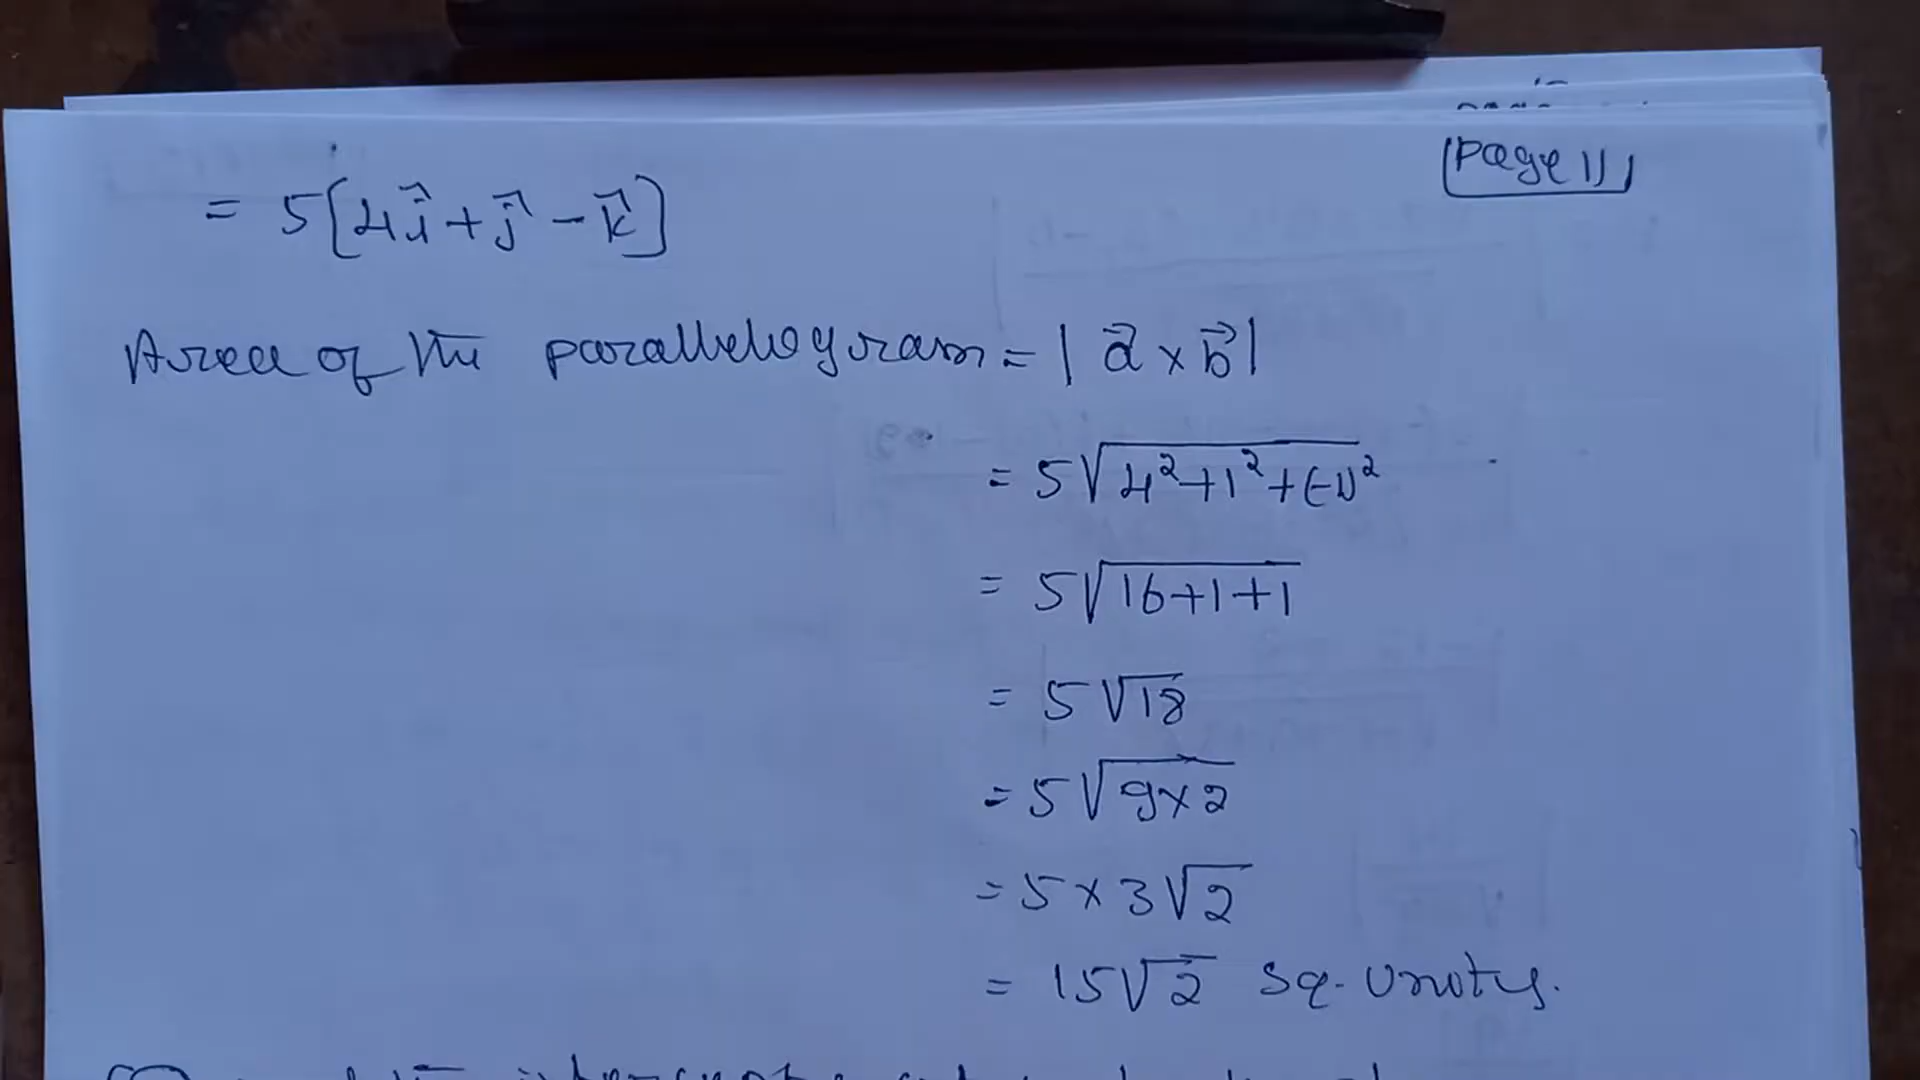 Page 11
= 5[4i⃗ + j⃗ - k⃗]
Area of the parallelogram = |a⃗ × b⃗|
= 5√4² + 1² + (-1)²
= 5√16+1+1
= 5√18
= 5√9×2
= 5 × 3√2
= 15√2 sq. units.